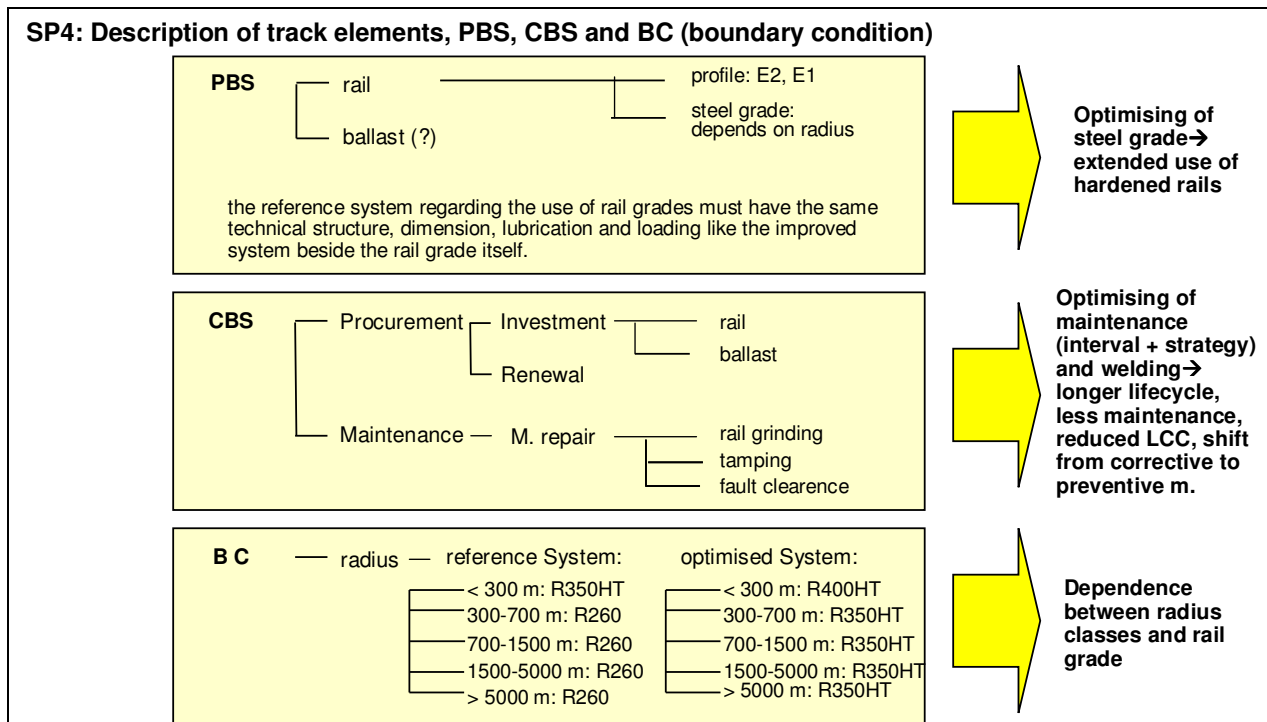 SP4: Description of track elements, PBS, CBS and BC (boundary condition)
PBS
rail
profile: E2, E1
steel grade:
depends on radius
ballast (?)
the reference system regarding the use of rail grades must have the same
technical structure, dimension, lubrication and loading like the improved
system beside the rail grade itself.
Optimising of
steel grade→
extended use of
hardened rails
CBS
Procurement
Investment
rail
ballast
Renewal
Maintenance
M. repair
rail grinding
tamping
fault clearence
Optimising of
maintenance
(interval + strategy)
and welding→
longer lifecycle,
less maintenance,
reduced LCC, shift
from corrective to
preventive m.
B C
radius
reference System:
< 300 m: R350HT
300-700 m: R260
700-1500 m: R260
1500-5000 m: R260
> 5000 m: R260
optimised System:
< 300 m: R400HT
300-700 m: R350HT
700-1500 m: R350HT
1500-5000 m: R350HT
> 5000 m: R350HT
Dependence
between radius
classes and rail
grade